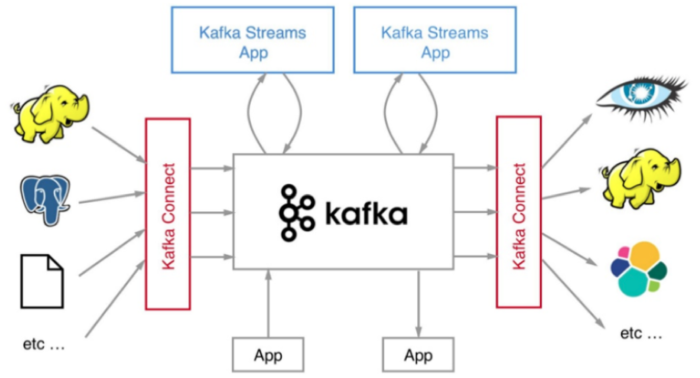 Kafka Streams
App
Kafka Streams
App
Kafka Connect
kafka
Kafka Connect
etc ...
etc ...
App
App